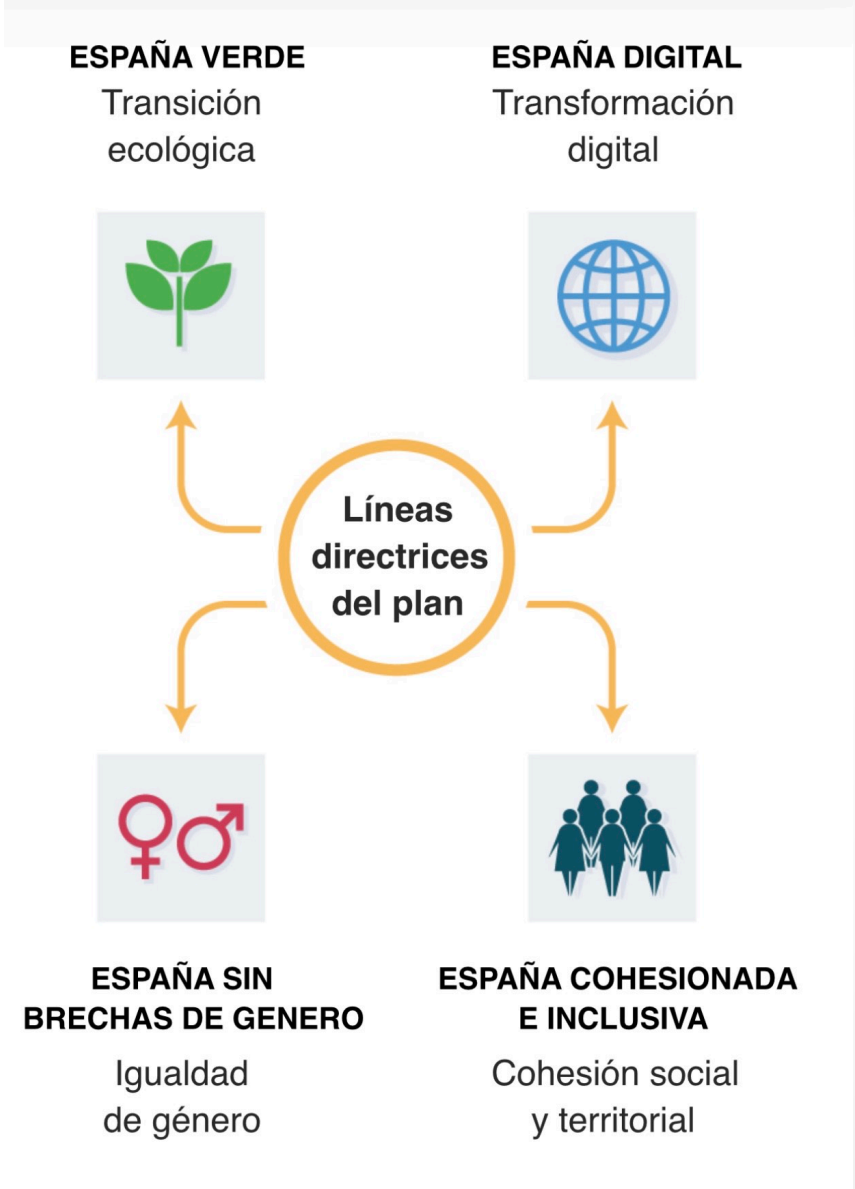 ESPAÑA VERDE
Transición
ecológica
ESPAÑA DIGITAL
Transformación
digital
Líneas
directrices
del plan
ESPAÑA SIN
BRECHAS DE GENERO
Igualdad
de género
ESPAÑA COHESIONADA
E INCLUSIVA
Cohesión social
y territorial